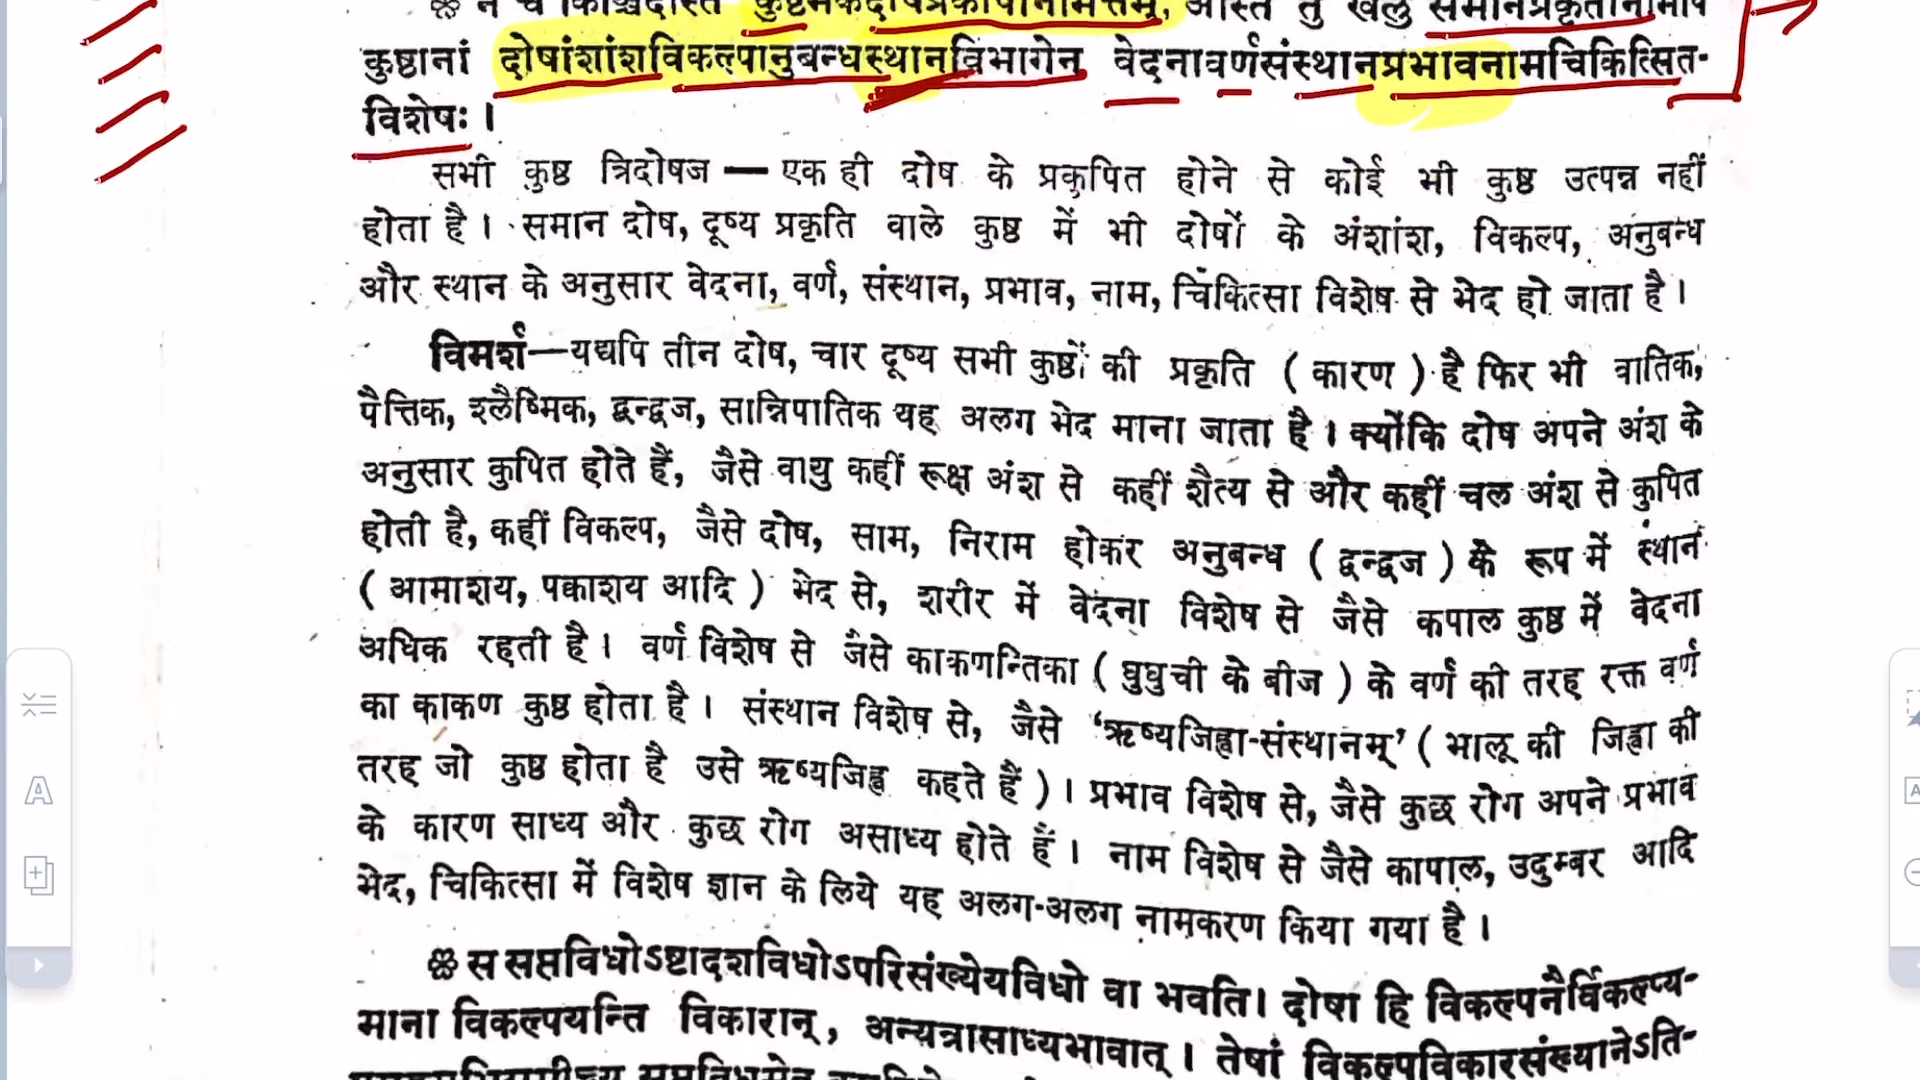 कुष्ठानां दोषांशांशविकल्पानुबन्धस्थानविभागेन वेदनावर्णसंस्थानप्रभावनामचिकित्सित-
विशेषः ।
सभी कुष्ठ त्रिदोषज — एक ही दोष के प्रकुपित होने से कोई भी कुष्ठ उत्पन्न नहीं
होता है । समान दोष, दूष्य प्रकृति वाले कुष्ठ में भी दोषों के अंशांश, विकल्प, अनुबन्ध
और स्थान के अनुसार वेदना, वर्ण, संस्थान, प्रभाव, नाम, चिकित्सा विशेष से भेद हो जाता है ।
विमर्श—यद्यपि तीन दोष, चार दूष्य सभी कुष्ठों की प्रकृति ( कारण ) है फिर भी वातिक,
पैत्तिक, श्लैष्मिक, द्वन्द्वज, सान्निपातिक यह अलग भेद माना जाता है । क्योंकि दोष अपने अंश के
अनुसार कुपित होते हैं, जैसे वायु कहीं रूक्ष अंश से कहीं शैत्य से और कहीं चल अंश से कुपित
होती है, कहीं विकल्प, जैसे दोष, साम, निराम होकर अनुबन्ध ( द्वन्द्वज ) के रूप में स्थान
( आमाशय, पक्वाशय आदि ) भेद से, शरीर में वेदना विशेष से जैसे कपाल कुष्ठ में वेदना
अधिक रहती है । वर्ण विशेष से जैसे काकणन्तिका ( घुघुची के बीज ) के वर्ण की तरह रक्त वर्ण
का काकण कुष्ठ होता है । संस्थान विशेष से, जैसे ‘ऋष्यजिह्वा-संस्थानम्’ ( भालू की जिह्वा की
तरह जो कुष्ठ होता है उसे ऋष्यजिह्व कहते हैं ) । प्रभाव विशेष से, जैसे कुछ रोग अपने प्रभाव
के कारण साध्य और कुछ रोग असाध्य होते हैं । नाम विशेष से जैसे कापाल, उदुम्बर आदि
भेद, चिकित्सा में विशेष ज्ञान के लिये यह अलग-अलग नामकरण किया गया है ।
स सप्तविधोऽष्टादशविधोऽपरिसंख्येयविधो वा भवति । दोषा हि विकल्पनैर्विकल्प्य-
माना विकल्पयन्ति विकारान्, अन्यत्रासाध्यभावात् । तेषां विकल्पविकारसंख्यानेऽति-